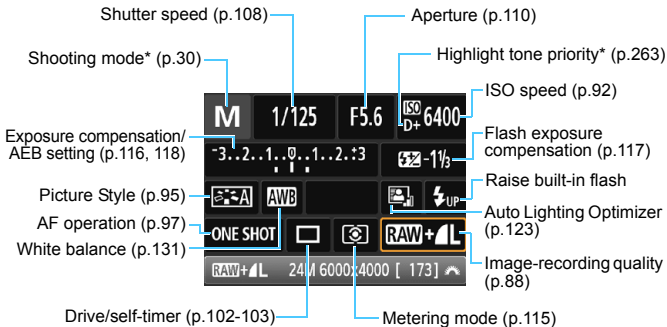 Shutter speed (p.108)
Aperture (p.110)
Shooting mode* (p.30)
Highlight tone priority* (p.263)
ISO speed (p.92)
M 1/125 F5.6 ISO D+ 6400
Exposure compensation/
AEB setting (p.116, 118)
-3..2..1..0..1..2.+3 -1⅓
Flash exposure
compensation (p.117)
Picture Style (p.95)
A AWB UP
Raise built-in flash
AF operation (p.97)
Auto Lighting Optimizer
(p.123)
White balance (p.131)
ONE SHOT RAW+L
Image-recording quality
(p.88)
RAW+L 24M 6000x4000 [ 173]
Drive/self-timer (p.102-103)
Metering mode (p.115)